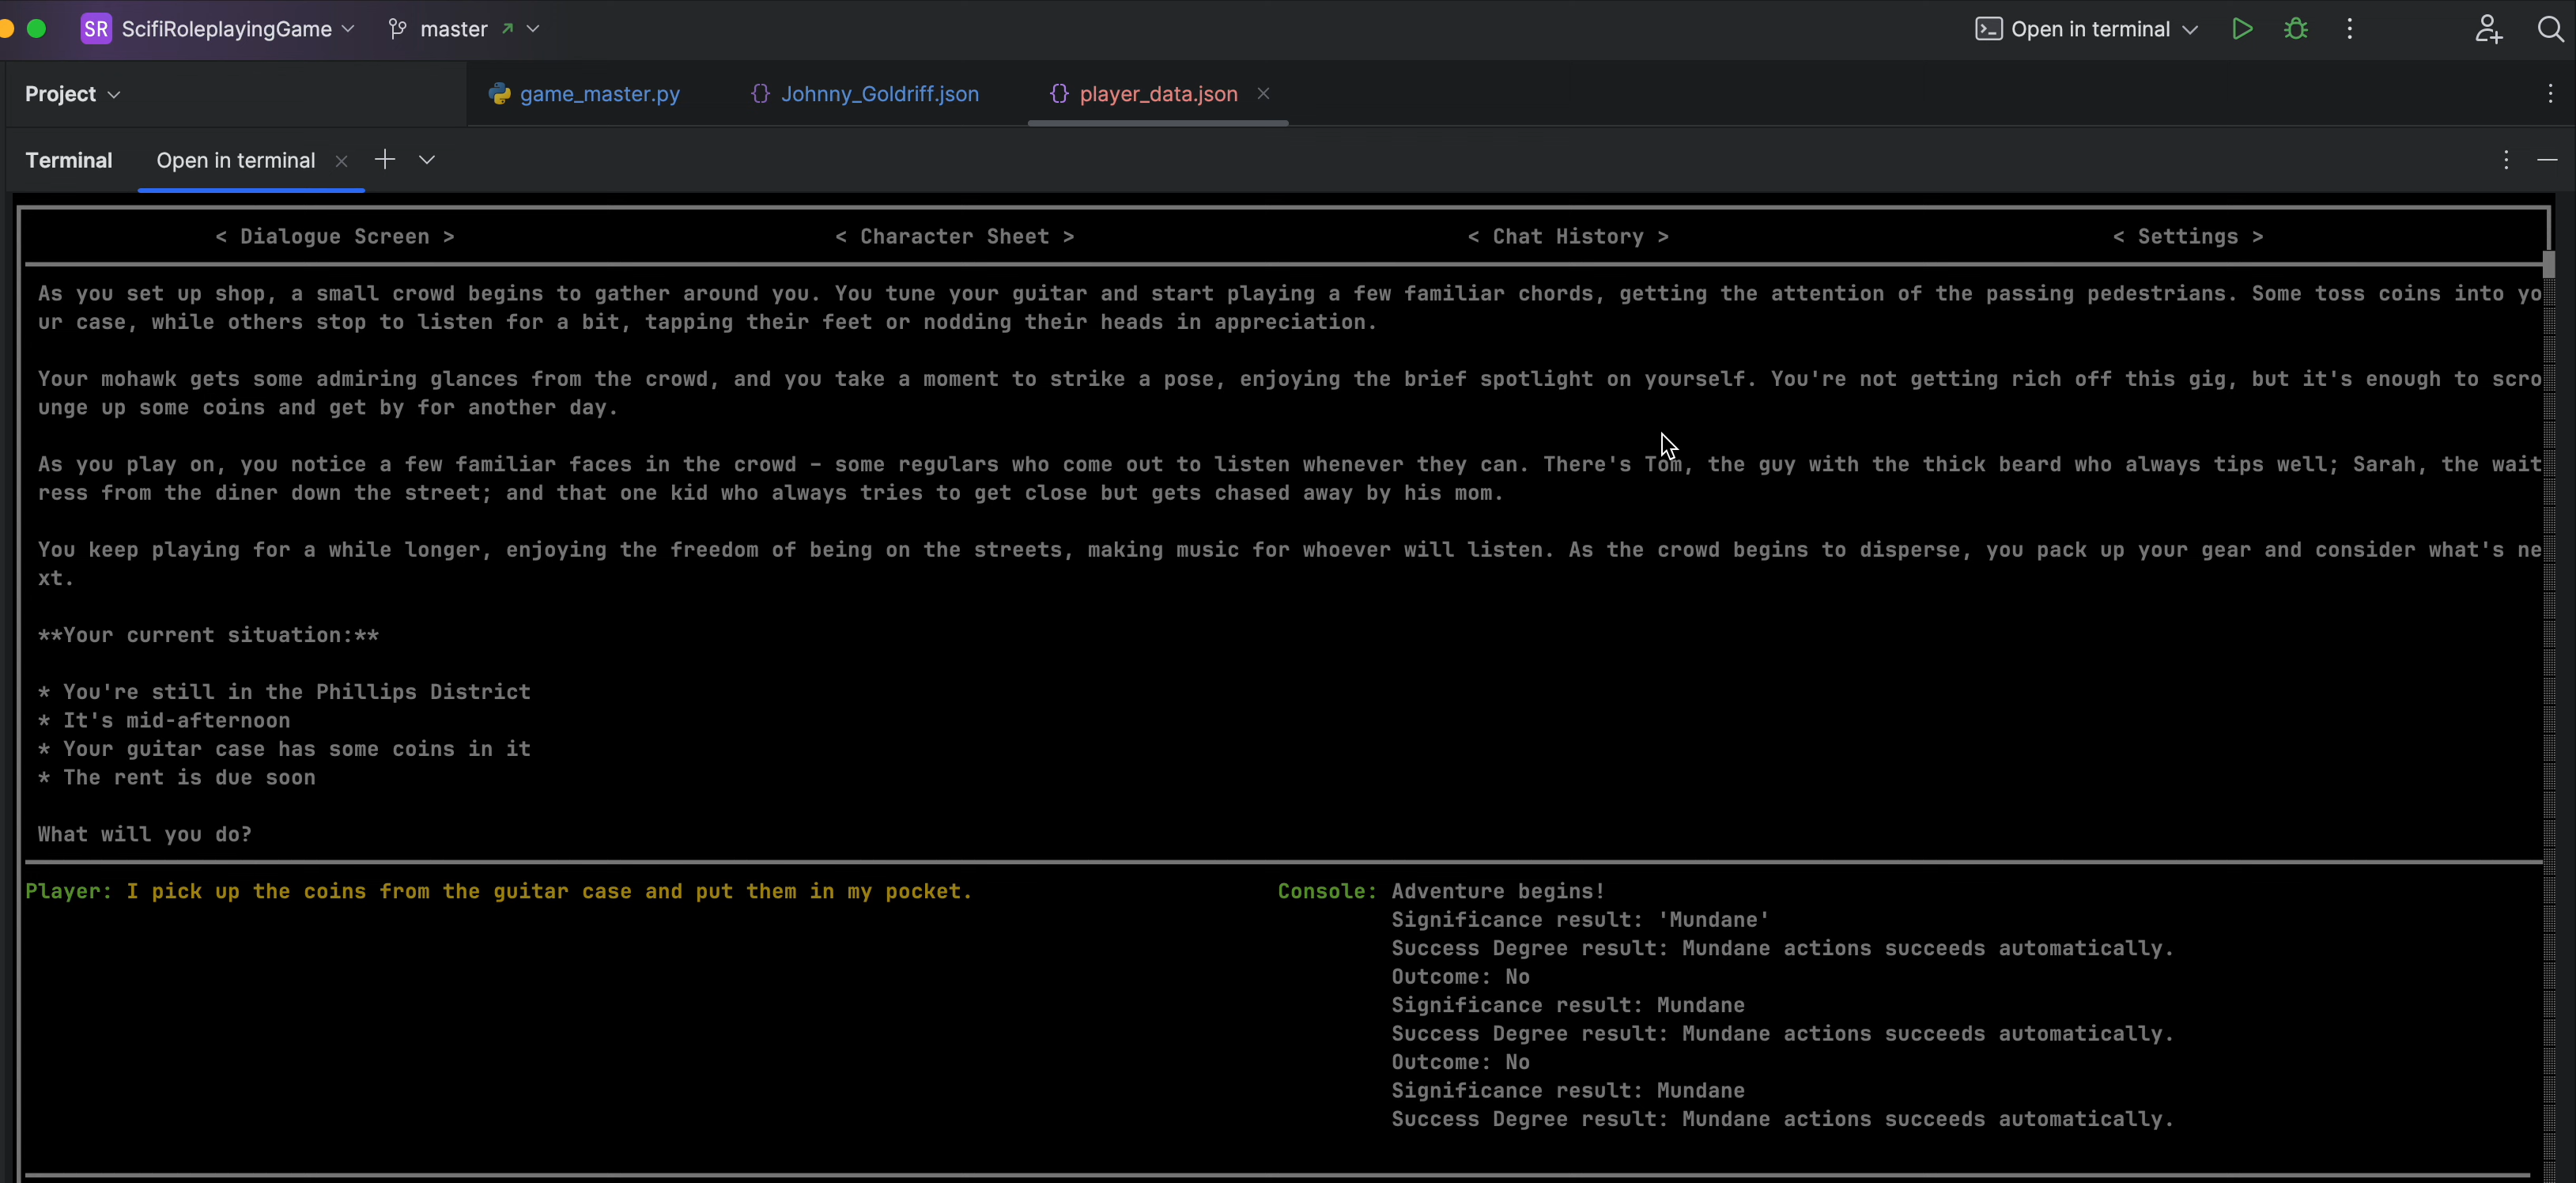 SR ScifiRoleplayingGame master Open in terminal
Project game_master.py {} Johnny_Goldriff.json {} player_data.json
Terminal Open in terminal
< Dialogue Screen > < Character Sheet > < Chat History > < Settings >
As you set up shop, a small crowd begins to gather around you. You tune your guitar and start playing a few familiar chords, getting the attention of the passing pedestrians. Some toss coins into yo
ur case, while others stop to listen for a bit, tapping their feet or nodding their heads in appreciation.
Your mohawk gets some admiring glances from the crowd, and you take a moment to strike a pose, enjoying the brief spotlight on yourself. You're not getting rich off this gig, but it's enough to scro
unge up some coins and get by for another day.
As you play on, you notice a few familiar faces in the crowd – some regulars who come out to listen whenever they can. There's Tom, the guy with the thick beard who always tips well; Sarah, the wait
ress from the diner down the street; and that one kid who always tries to get close but gets chased away by his mom.
You keep playing for a while longer, enjoying the freedom of being on the streets, making music for whoever will listen. As the crowd begins to disperse, you pack up your gear and consider what's ne
xt.
**Your current situation:**
* You're still in the Phillips District
* It's mid-afternoon
* Your guitar case has some coins in it
* The rent is due soon
What will you do?
Player: I pick up the coins from the guitar case and put them in my pocket.
Console: Adventure begins!
Significance result: 'Mundane'
Success Degree result: Mundane actions succeeds automatically.
Outcome: No
Significance result: Mundane
Success Degree result: Mundane actions succeeds automatically.
Outcome: No
Significance result: Mundane
Success Degree result: Mundane actions succeeds automatically.